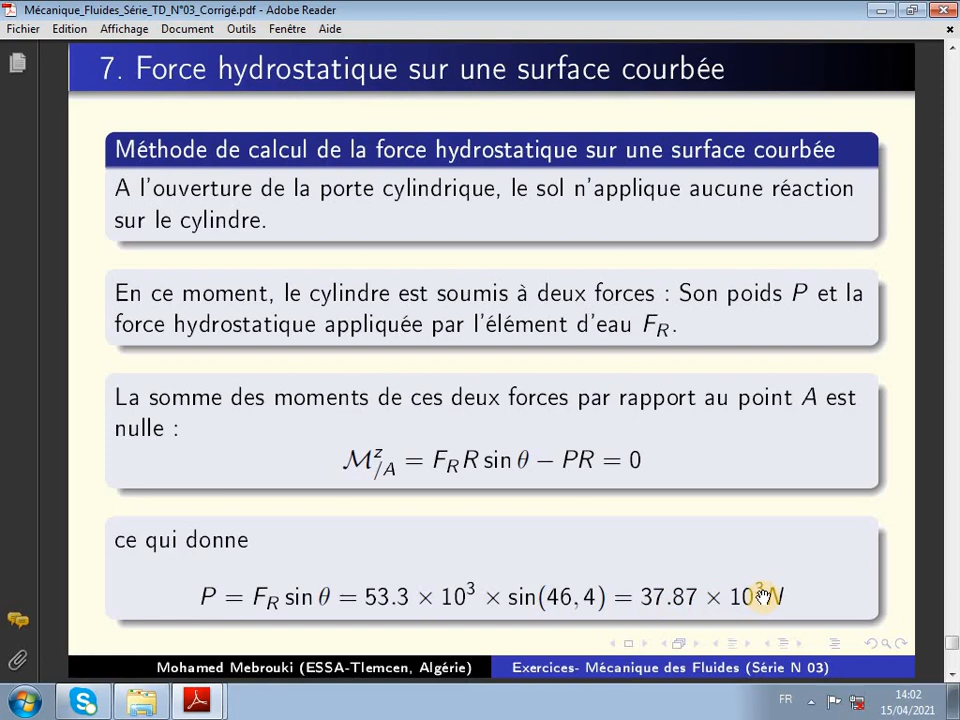 Mécanique_Fluides_Série_TD_N°03_Corrigé.pdf - Adobe Reader
Fichier Edition Affichage Document Outils Fenêtre Aide
7. Force hydrostatique sur une surface courbée
Méthode de calcul de la force hydrostatique sur une surface courbée
A l'ouverture de la porte cylindrique, le sol n'applique aucune réaction
sur le cylindre.
En ce moment, le cylindre est soumis à deux forces : Son poids P et la
force hydrostatique appliquée par l'élément d'eau F_R.
La somme des moments de ces deux forces par rapport au point A est
nulle :
M^z_{/A} = F_R R sin θ − PR = 0
ce qui donne
P = F_R sin θ = 53.3 × 10³ × sin(46, 4) = 37.87 × 10³N
Mohamed Mebrouki (ESSA-Tlemcen, Algérie) Exercices- Mécanique des Fluides (Série N 03)
FR
14:02
15/04/2021